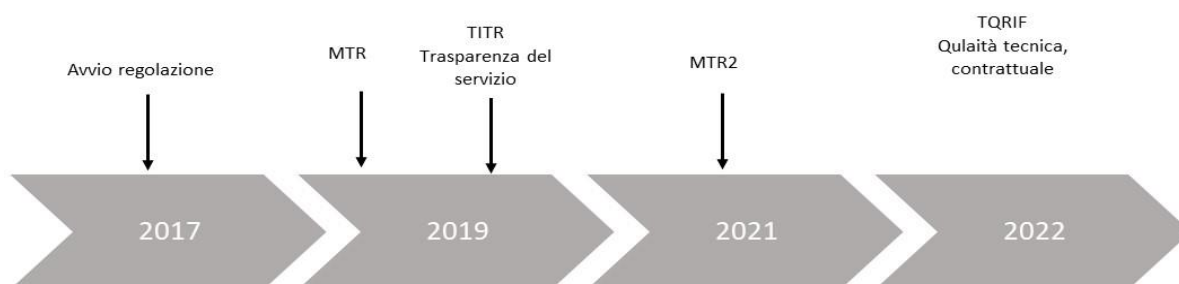 Avvio regolazione
MTR
TITR
Trasparenza del
servizio
MTR2
TQRIF
Qulaità tecnica,
contrattuale
2017
2019
2021
2022